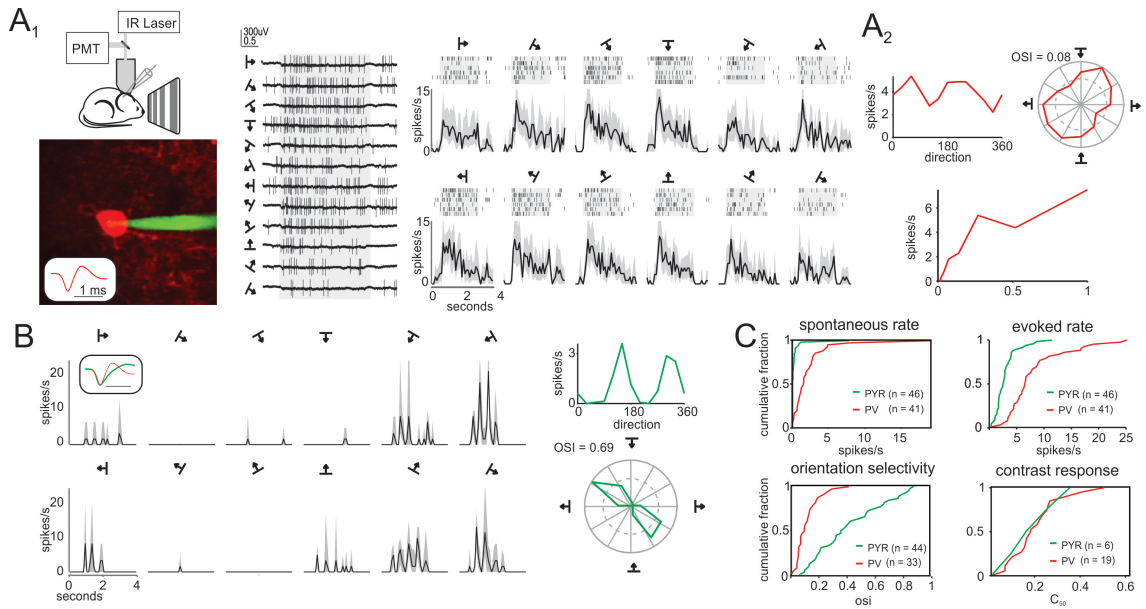 A1
IR Laser
PMT
1 ms
300uV
0.5
spikes/s
15
0
spikes/s
15
0
0
2
4
seconds
A2
OSI = 0.08
spikes/s
4
2
0
0
180
360
direction
spikes/s
6
4
2
0
0
0.5
1
B
spikes/s
20
10
0
spikes/s
20
10
0
0
2
4
seconds
spikes/s
3
0
0
180
360
direction
OSI = 0.69
C
spontaneous rate
cumulative fraction
1
0.5
0
PYR (n = 46)
PV (n = 41)
0
5
10
15
spikes/s
evoked rate
1
0.5
PYR (n = 46)
PV (n = 41)
5
10
15
20
25
spikes/s
orientation selectivity
cumulative fraction
1
0.5
0
PYR (n = 44)
PV (n = 33)
0.2
0.6
1
osi
contrast response
1
0.5
0
PYR (n = 6)
PV (n = 19)
0
0.2
0.4
0.6
C50